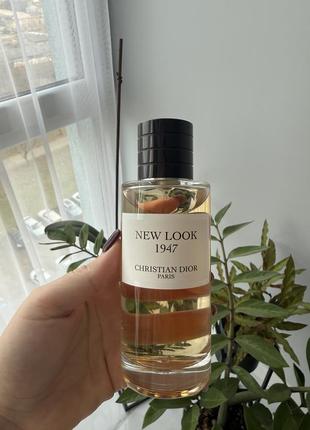 NEW LOOK
1947
CHRISTIAN DIOR
PARIS